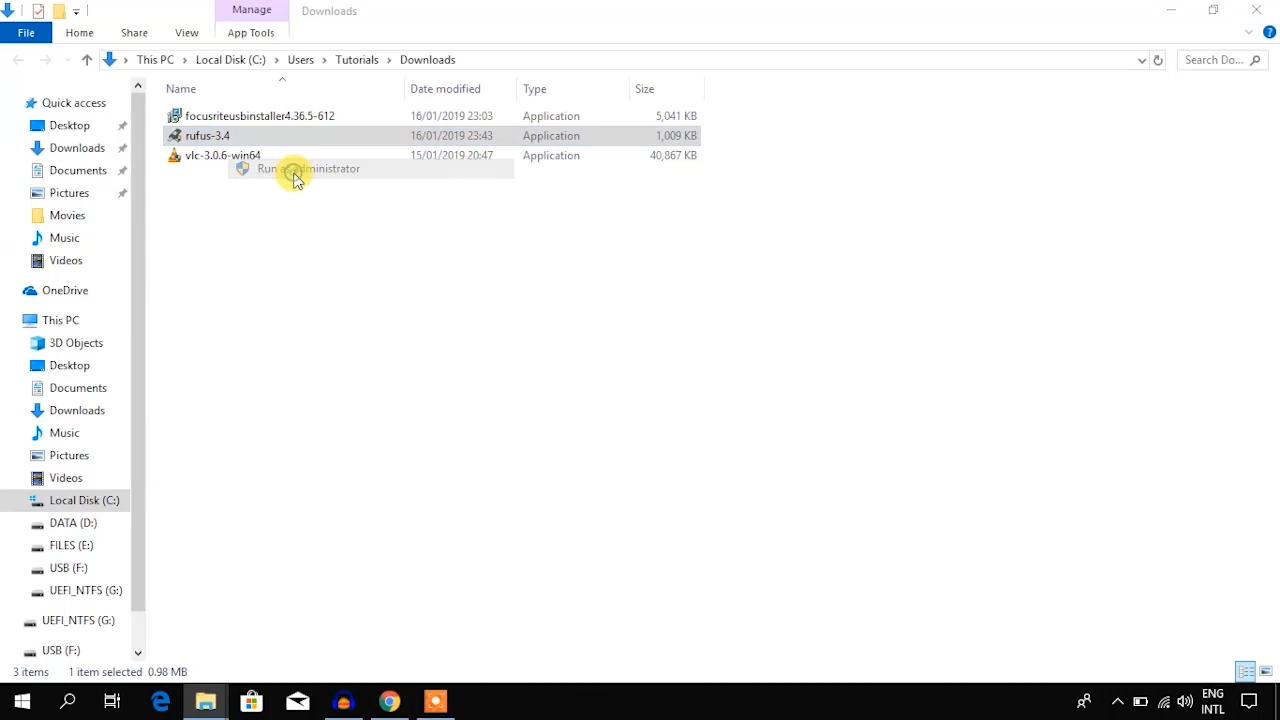 Manage
Downloads
File
Home
Share
View
App Tools
This PC
Local Disk (C:)
Users
Tutorials
Downloads
Search Do...
Name
Date modified
Type
Size
focusriteusbinstaller4.36.5-612
16/01/2019 23:03
Application
5,041 KB
rufus-3.4
16/01/2019 23:43
Application
1,009 KB
vlc-3.0.6-win64
15/01/2019 20:47
Application
40,867 KB
Run as administrator
Quick access
Desktop
Downloads
Documents
Pictures
Movies
Music
Videos
OneDrive
This PC
3D Objects
Desktop
Documents
Downloads
Music
Pictures
Videos
Local Disk (C:)
DATA (D:)
FILES (E:)
USB (F:)
UEFI_NTFS (G:)
UEFI_NTFS (G:)
USB (F:)
3 items
1 item selected 0.98 MB
ENG
INTL